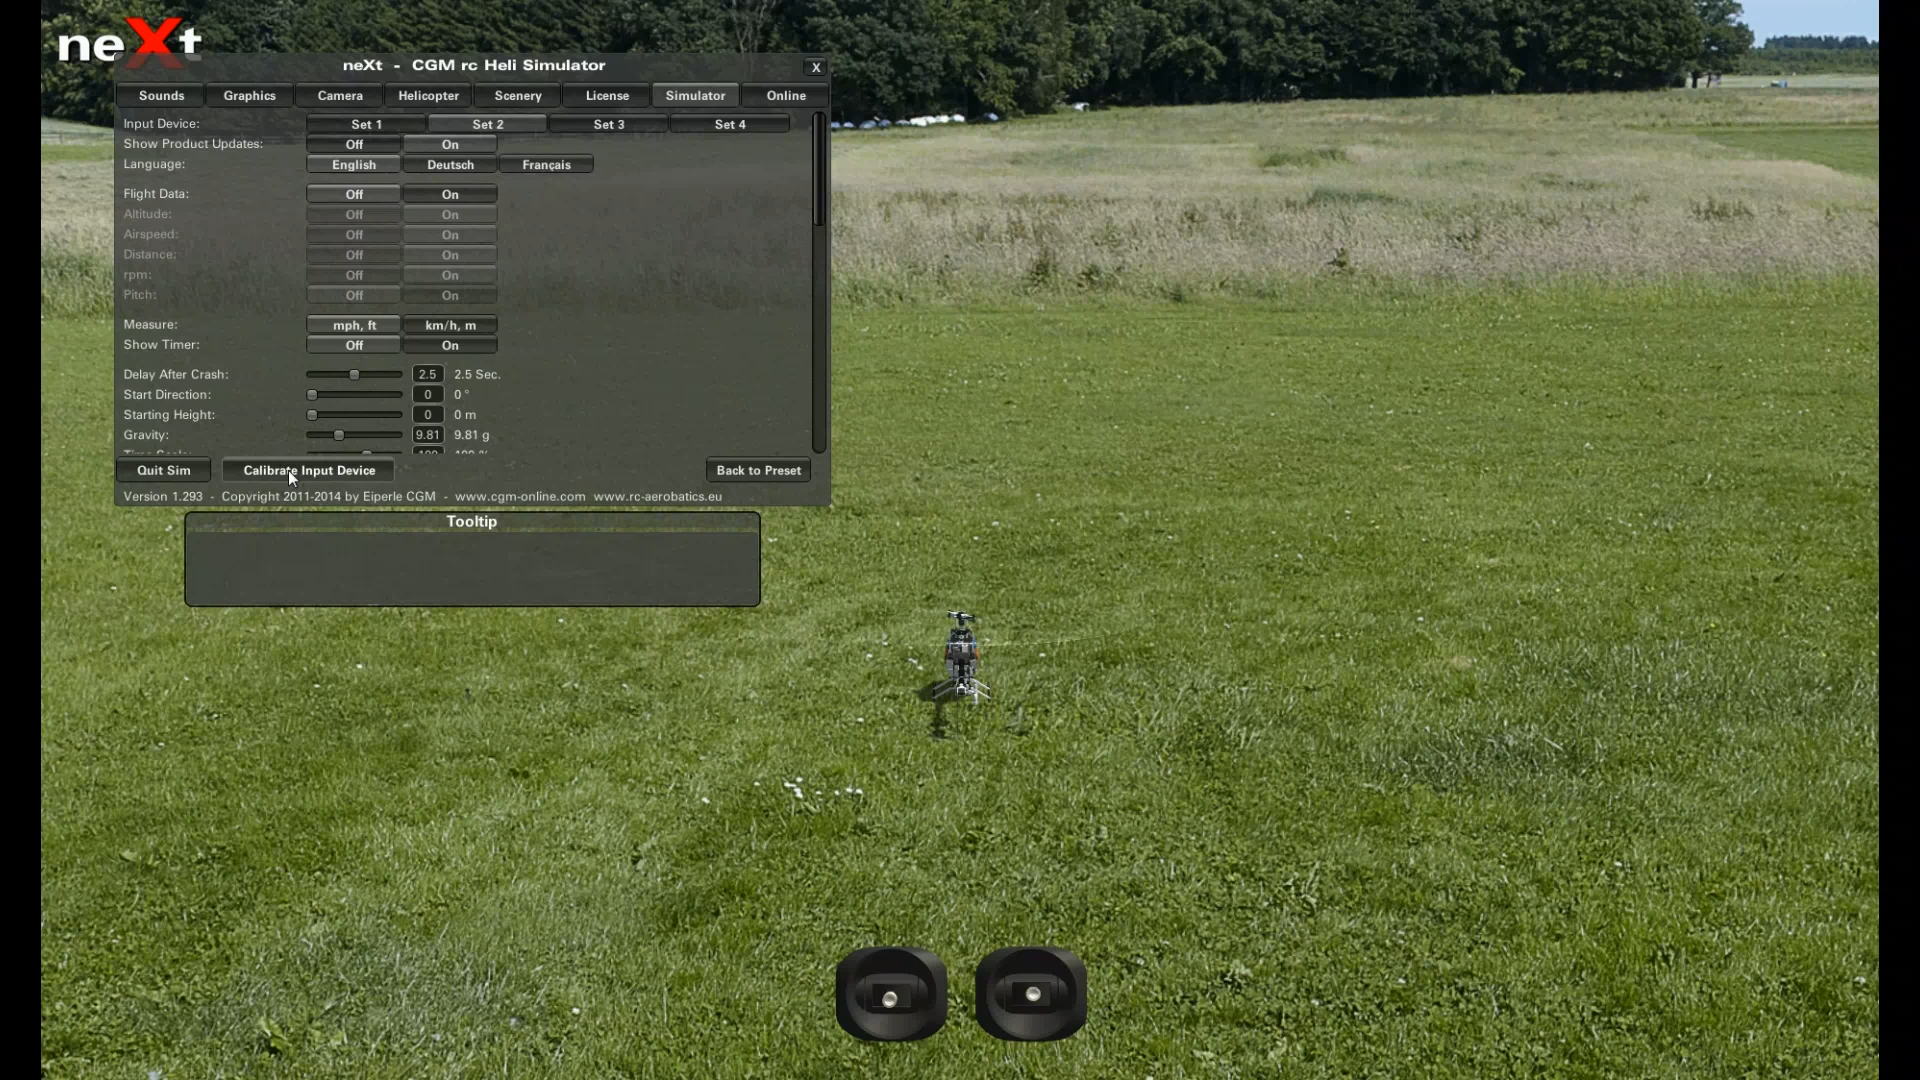 neXt
neXt - CGM rc Heli Simulator X
Sounds Graphics Camera Helicopter Scenery License Simulator Online
Input Device: Set 1 Set 2 Set 3 Set 4
Show Product Updates: Off On
Language: English Deutsch Français
Flight Data: Off On
Altitude: Off On
Airspeed: Off On
Distance: Off On
rpm: Off On
Pitch: Off On
Measure: mph, ft km/h, m
Show Timer: Off On
Delay After Crash: 2.5 2.5 Sec.
Start Direction: 0 0 °
Starting Height: 0 0 m
Gravity: 9.81 9.81 g
Time Scale: 100 100 %
Quit Sim Calibrate Input Device Back to Preset
Version 1.293 - Copyright 2011-2014 by Eiperle CGM - www.cgm-online.com www.rc-aerobatics.eu
Tooltip